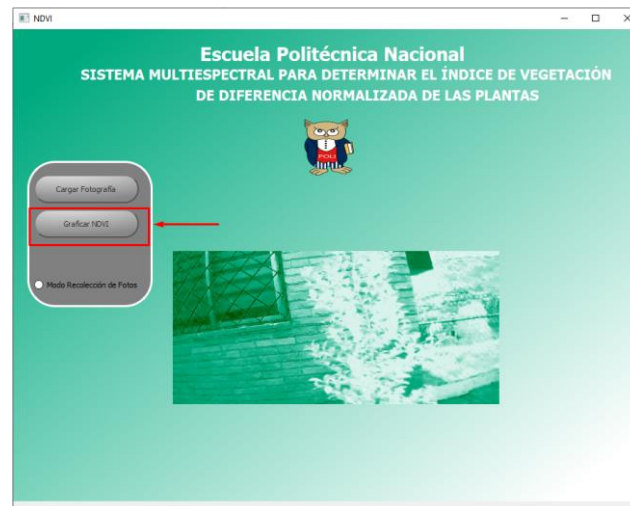 NDVI
Escuela Politécnica Nacional
SISTEMA MULTIESPECTRAL PARA DETERMINAR EL ÍNDICE DE VEGETACIÓN
DE DIFERENCIA NORMALIZADA DE LAS PLANTAS
POLI
Cargar Fotografía
Graficar NDVI
Modo Recolección de Fotos